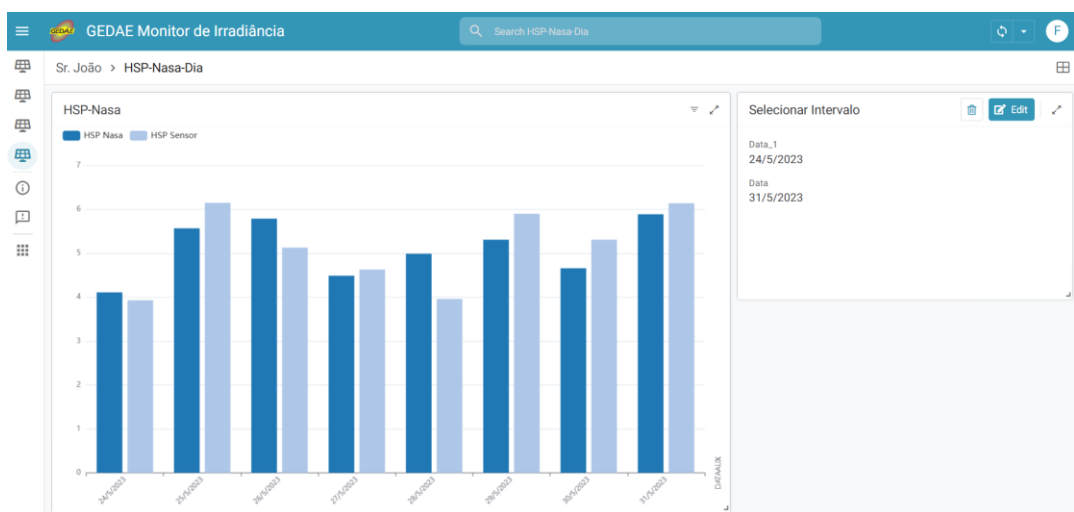 GEDAE
GEDAE Monitor de Irradiância
Search HSP-Nasa-Dia
F
Sr. João > HSP-Nasa-Dia
HSP-Nasa
HSP Nasa HSP Sensor
7
6
5
4
3
2
1
0
24/5/2023 25/5/2023 26/5/2023 27/5/2023 28/5/2023 29/5/2023 30/5/2023 31/5/2023
DATAAUX
Selecionar Intervalo
Edit
Data_1
24/5/2023
Data
31/5/2023